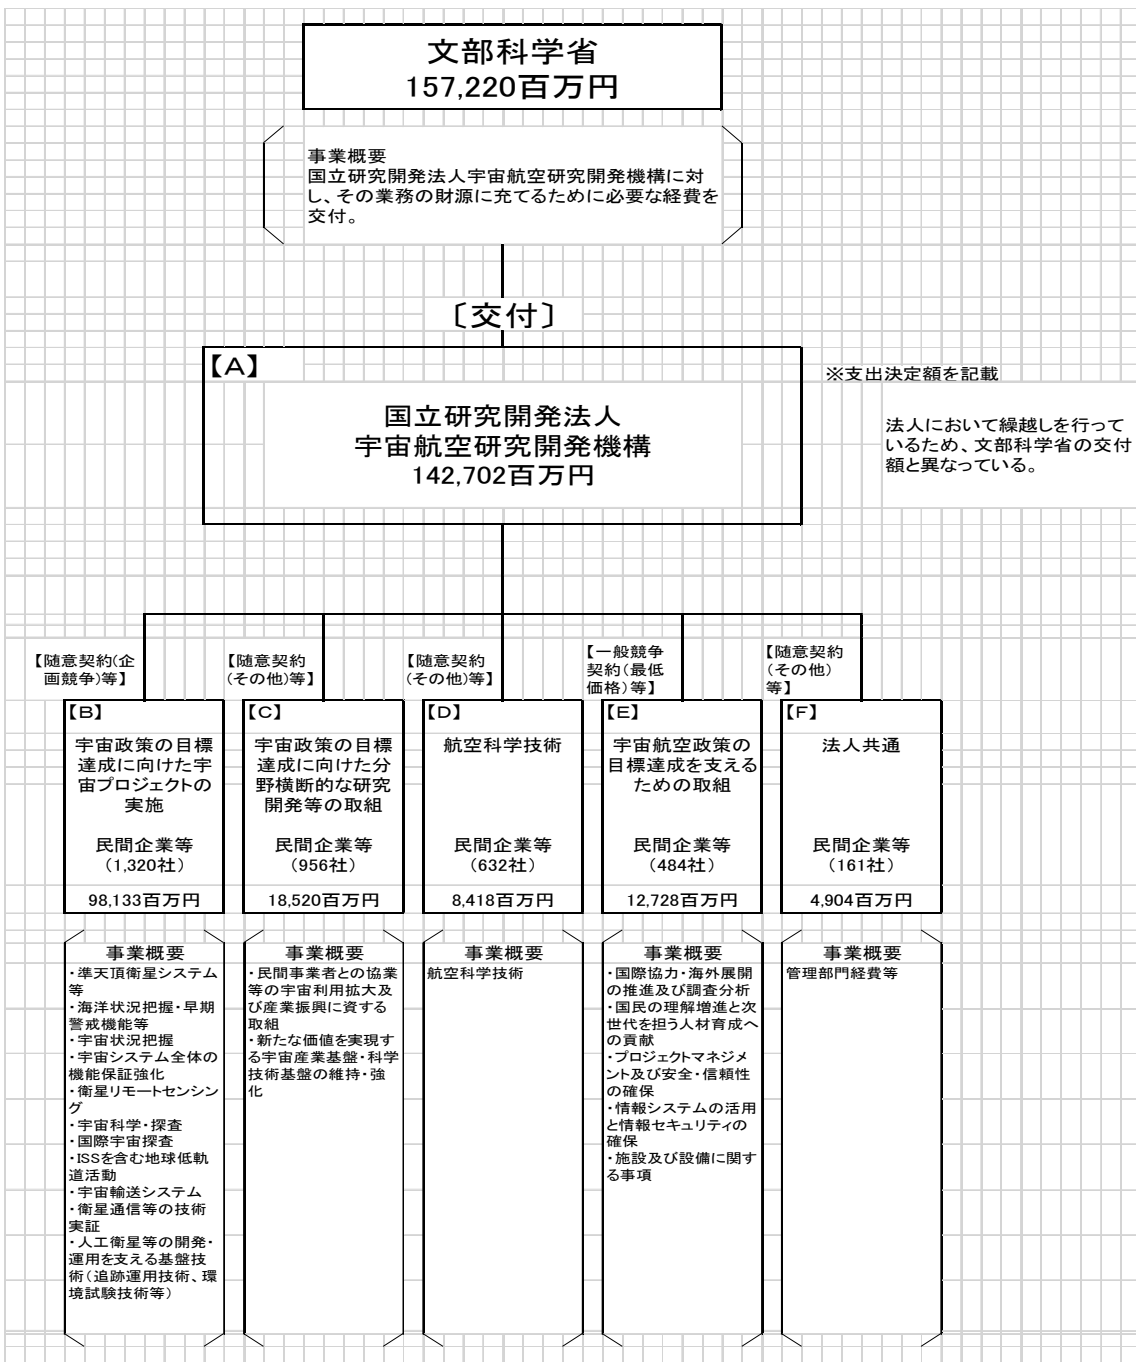 文部科学省
157,220百万円
事業概要
国立研究開発法人宇宙航空研究開発機構に対
し、その業務の財源に充てるために必要な経費を
交付。
〔交付〕
【A】
国立研究開発法人
宇宙航空研究開発機構
142,702百万円
※支出決定額を記載
法人において繰越しを行って
いるため、文部科学省の交付
額と異なっている。
【随意契約(企
画競争)等】
【B】
宇宙政策の目標
達成に向けた宇
宙プロジェクトの
実施
民間企業等
(1,320社)
98,133百万円
事業概要
・準天頂衛星システム
等
・海洋状況把握・早期
警戒機能等
・宇宙状況把握
・宇宙システム全体の
機能保証強化
・衛星リモートセンシン
グ
・宇宙科学・探査
・国際宇宙探査
・ISSを含む地球低軌
道活動
・宇宙輸送システム
・衛星通信等の技術
実証
・人工衛星等の開発・
運用を支える基盤技
術(追跡運用技術、環
境試験技術等)
【随意契約
(その他)等】
【C】
宇宙政策の目標
達成に向けた分
野横断的な研究
開発等の取組
民間企業等
(956社)
18,520百万円
事業概要
・民間事業者との協業
等の宇宙利用拡大及
び産業振興に資する
取組
・新たな価値を実現す
る宇宙産業基盤・科学
技術基盤の維持・強
化
【随意契約
(その他)等】
【D】
航空科学技術
民間企業等
(632社)
8,418百万円
事業概要
航空科学技術
【一般競争
契約(最低
価格)等】
【E】
宇宙航空政策の
目標達成を支える
ための取組
民間企業等
(484社)
12,728百万円
事業概要
・国際協力・海外展開
の推進及び調査分析
・国民の理解増進と次
世代を担う人材育成へ
の貢献
・プロジェクトマネジメ
ント及び安全・信頼性
の確保
・情報システムの活用
と情報セキュリティの
確保
・施設及び設備に関す
る事項
【随意契約
(その他)
等】
【F】
法人共通
民間企業等
(161社)
4,904百万円
事業概要
管理部門経費等